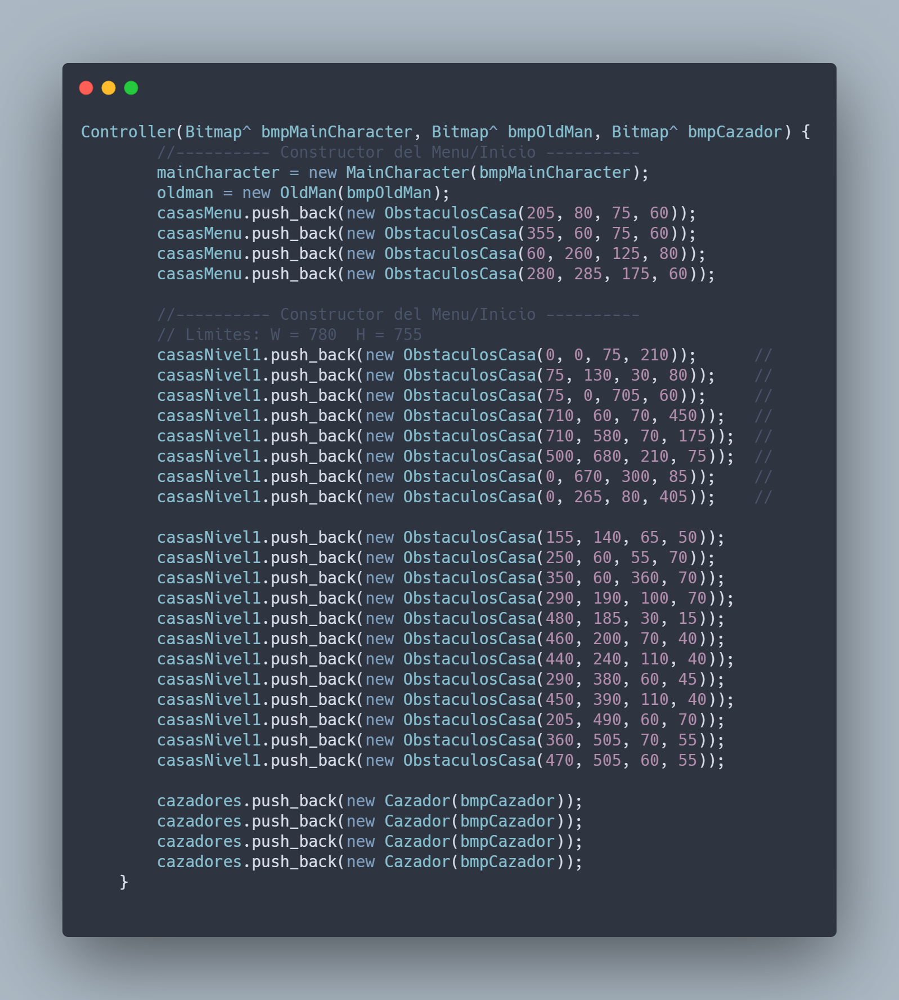 Controller(Bitmap^ bmpMainCharacter, Bitmap^ bmpOldMan, Bitmap^ bmpCazador) {
        //---------- Constructor del Menu/Inicio ----------
        mainCharacter = new MainCharacter(bmpMainCharacter);
        oldman = new OldMan(bmpOldMan);
        casasMenu.push_back(new ObstaculosCasa(205, 80, 75, 60));
        casasMenu.push_back(new ObstaculosCasa(355, 60, 75, 60));
        casasMenu.push_back(new ObstaculosCasa(60, 260, 125, 80));
        casasMenu.push_back(new ObstaculosCasa(280, 285, 175, 60));

        //---------- Constructor del Menu/Inicio ----------
        // Limites: W = 780  H = 755
        casasNivel1.push_back(new ObstaculosCasa(0, 0, 75, 210));      //
        casasNivel1.push_back(new ObstaculosCasa(75, 130, 30, 80));    //
        casasNivel1.push_back(new ObstaculosCasa(75, 0, 705, 60));     //
        casasNivel1.push_back(new ObstaculosCasa(710, 60, 70, 450));   //
        casasNivel1.push_back(new ObstaculosCasa(710, 580, 70, 175));  //
        casasNivel1.push_back(new ObstaculosCasa(500, 680, 210, 75));  //
        casasNivel1.push_back(new ObstaculosCasa(0, 670, 300, 85));    //
        casasNivel1.push_back(new ObstaculosCasa(0, 265, 80, 405));    //

        casasNivel1.push_back(new ObstaculosCasa(155, 140, 65, 50));
        casasNivel1.push_back(new ObstaculosCasa(250, 60, 55, 70));
        casasNivel1.push_back(new ObstaculosCasa(350, 60, 360, 70));
        casasNivel1.push_back(new ObstaculosCasa(290, 190, 100, 70));
        casasNivel1.push_back(new ObstaculosCasa(480, 185, 30, 15));
        casasNivel1.push_back(new ObstaculosCasa(460, 200, 70, 40));
        casasNivel1.push_back(new ObstaculosCasa(440, 240, 110, 40));
        casasNivel1.push_back(new ObstaculosCasa(290, 380, 60, 45));
        casasNivel1.push_back(new ObstaculosCasa(450, 390, 110, 40));
        casasNivel1.push_back(new ObstaculosCasa(205, 490, 60, 70));
        casasNivel1.push_back(new ObstaculosCasa(360, 505, 70, 55));
        casasNivel1.push_back(new ObstaculosCasa(470, 505, 60, 55));

        cazadores.push_back(new Cazador(bmpCazador));
        cazadores.push_back(new Cazador(bmpCazador));
        cazadores.push_back(new Cazador(bmpCazador));
        cazadores.push_back(new Cazador(bmpCazador));
    }